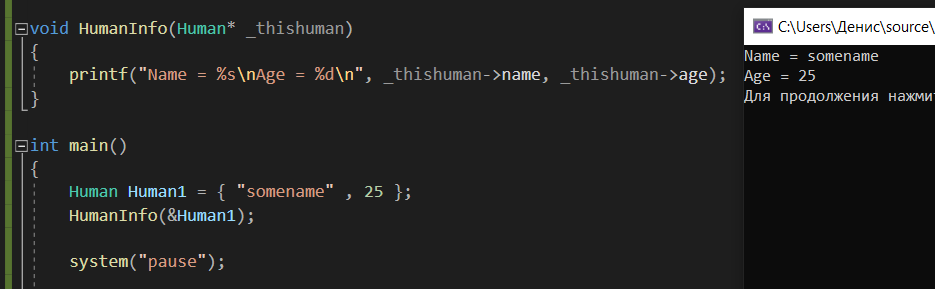 void HumanInfo(Human* _thishuman)
{
printf("Name = %s\nAge = %d\n", _thishuman->name, _thishuman->age);
}
int main()
{
Human Human1 = { "somename" , 25 };
HumanInfo(&Human1);
system("pause");
C:\Users\Денис\source\
Name = somename
Age = 25
Для продолжения